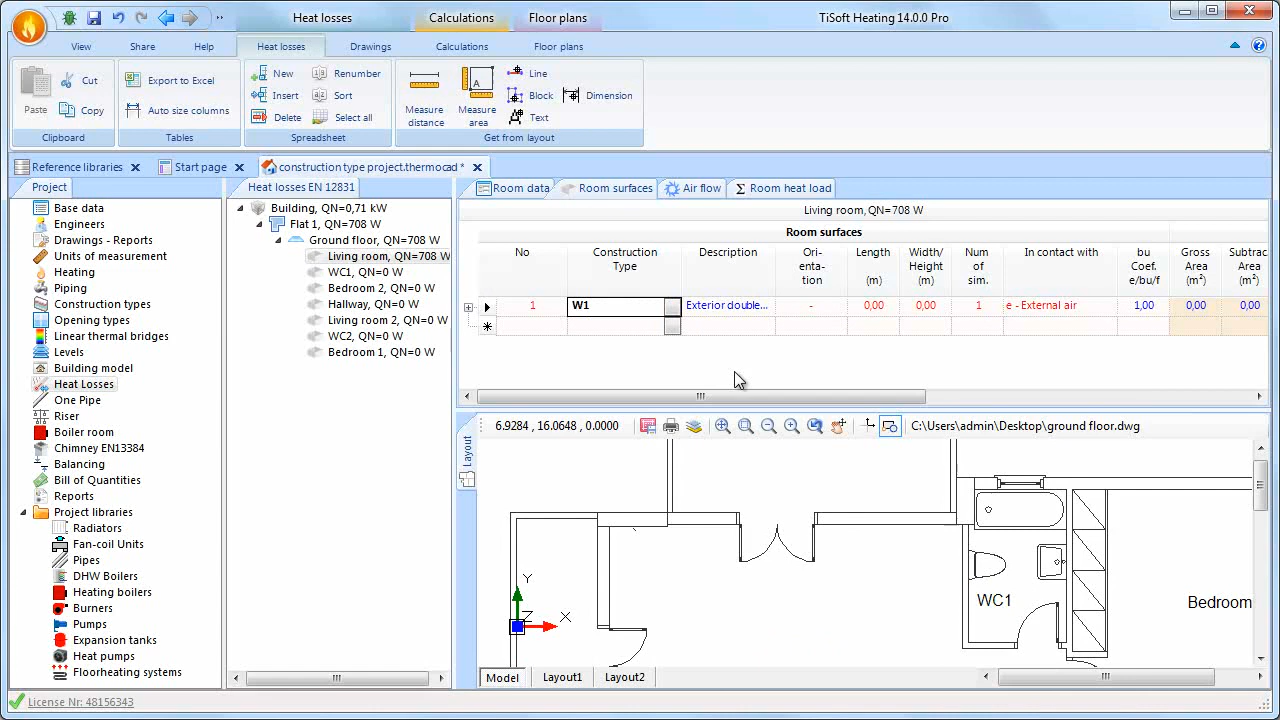 Heat losses
Calculations
Floor plans
TiSoft Heating 14.0.0 Pro
View
Share
Help
Heat losses
Drawings
Calculations
Floor plans
Paste
Cut
Copy
Clipboard
Export to Excel
Auto size columns
Tables
New
Insert
Delete
Renumber
Sort
Select all
Spreadsheet
Measure
distance
Measure
area
Line
Block
Text
Dimension
Get from layout
Reference libraries
Start page
construction type project.thermocad *
Project
Base data
Engineers
Drawings - Reports
Units of measurement
Heating
Piping
Construction types
Opening types
Linear thermal bridges
Levels
Building model
Heat Losses
One Pipe
Riser
Boiler room
Chimney EN13384
Balancing
Bill of Quantities
Reports
Project libraries
Radiators
Fan-coil Units
Pipes
DHW Boilers
Heating boilers
Burners
Pumps
Expansion tanks
Heat pumps
Floorheating systems
Heat losses EN 12831
Building, QN=0,71 kW
Flat 1, QN=708 W
Ground floor, QN=708 W
Living room, QN=708 W
WC1, QN=0 W
Bedroom 2, QN=0 W
Hallway, QN=0 W
Living room 2, QN=0 W
WC2, QN=0 W
Bedroom 1, QN=0 W
Room data
Room surfaces
Air flow
Σ Room heat load
Living room, QN=708 W
Room surfaces
No
Construction
Type
Description
Ori-
enta-
tion
Length
(m)
Width/
Height
(m)
Num
of
sim.
In contact with
bu
Coef.
e/bu/f
Gross
Area
(m²)
Subtrac
Area
(m²)
1 W1 Exterior double... - 0,00 0,00 1 e - External air 1,00 0,00 0,00
Layout
6.9284 , 16.0648 , 0.0000
C:\Users\admin\Desktop\ground floor.dwg
Y
Z
X
WC1
Bedroom
Model
Layout1
Layout2
License Nr: 48156343